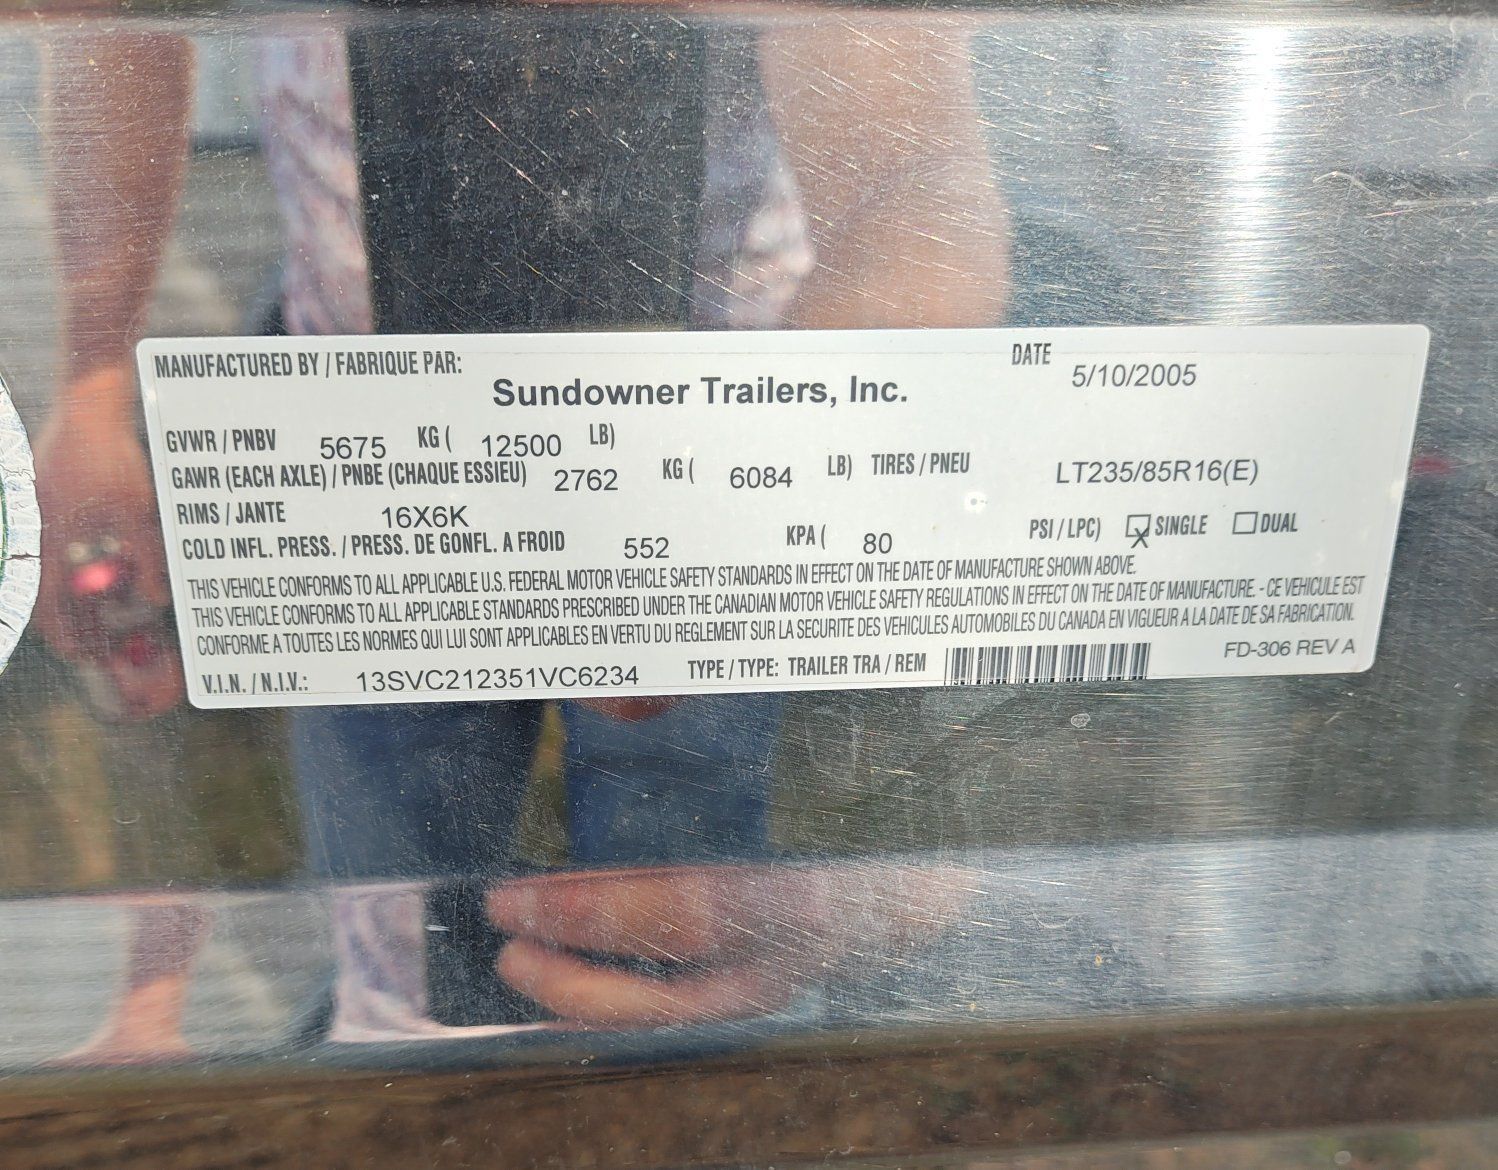 MANUFACTURED BY / FABRIQUE PAR:
Sundowner Trailers, Inc.
DATE 5/10/2005
GVWR / PNBV 5675 KG ( 12500 LB)
GAWR (EACH AXLE) / PNBE (CHAQUE ESSIEU) 2762 KG ( 6084 LB) TIRES / PNEU LT235/85R16(E)
RIMS / JANTE 16X6K
COLD INFL. PRESS. / PRESS. DE GONFL. A FROID 552 KPA ( 80 PSI / LPC) SINGLE DUAL
THIS VEHICLE CONFORMS TO ALL APPLICABLE U.S. FEDERAL MOTOR VEHICLE SAFETY STANDARDS IN EFFECT ON THE DATE OF MANUFACTURE SHOWN ABOVE.
THIS VEHICLE CONFORMS TO ALL APPLICABLE STANDARDS PRESCRIBED UNDER THE CANADIAN MOTOR VEHICLE SAFETY REGULATIONS IN EFFECT ON THE DATE OF MANUFACTURE. - CE VEHICULE EST
CONFORME A TOUTES LES NORMES QUI LUI SONT APPLICABLES EN VERTU DU REGLEMENT SUR LA SECURITE DES VEHICULES AUTOMOBILES DU CANADA EN VIGUEUR A LA DATE DE SA FABRICATION.
V.I.N. / N.I.V.: 13SVC212351VC6234 TYPE / TYPE: TRAILER TRA / REM FD-306 REV A